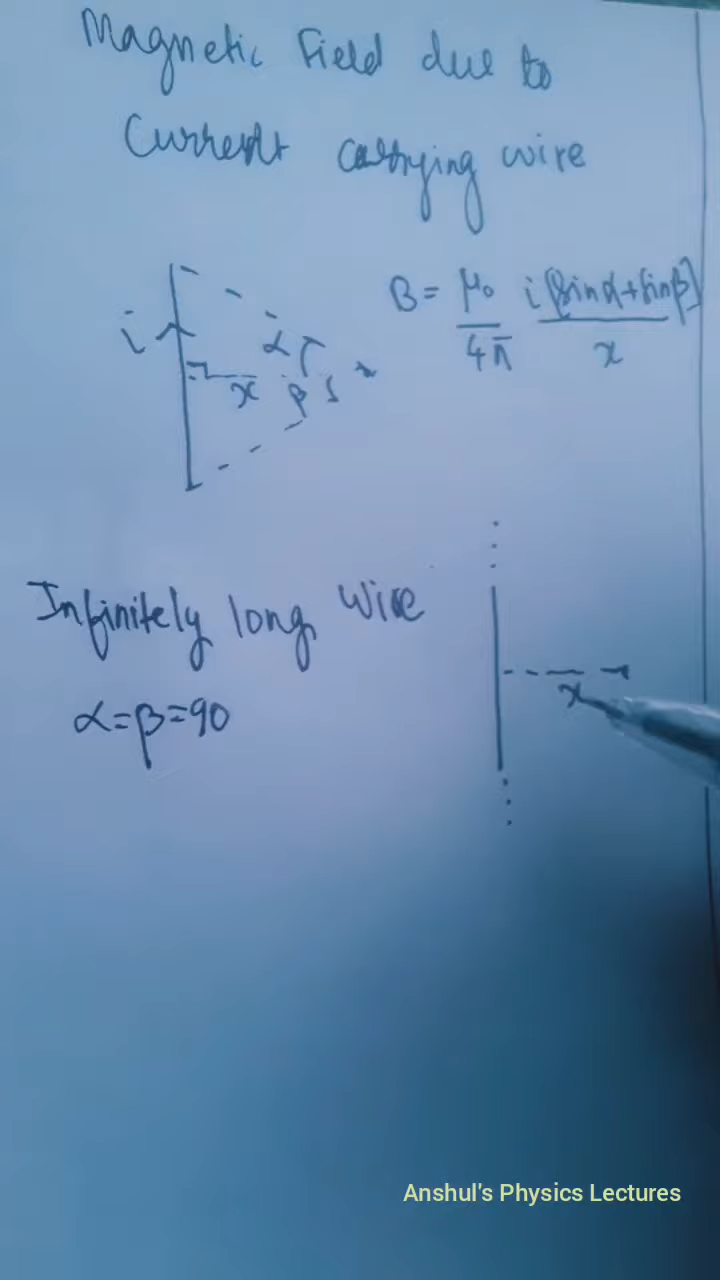 Magnetic Field due to
Current carrying wire
i
α
x
β
B = μ₀/4π i[sinα+sinβ]/x
Infinitely long wire
α=β=90
x
Anshul's Physics Lectures